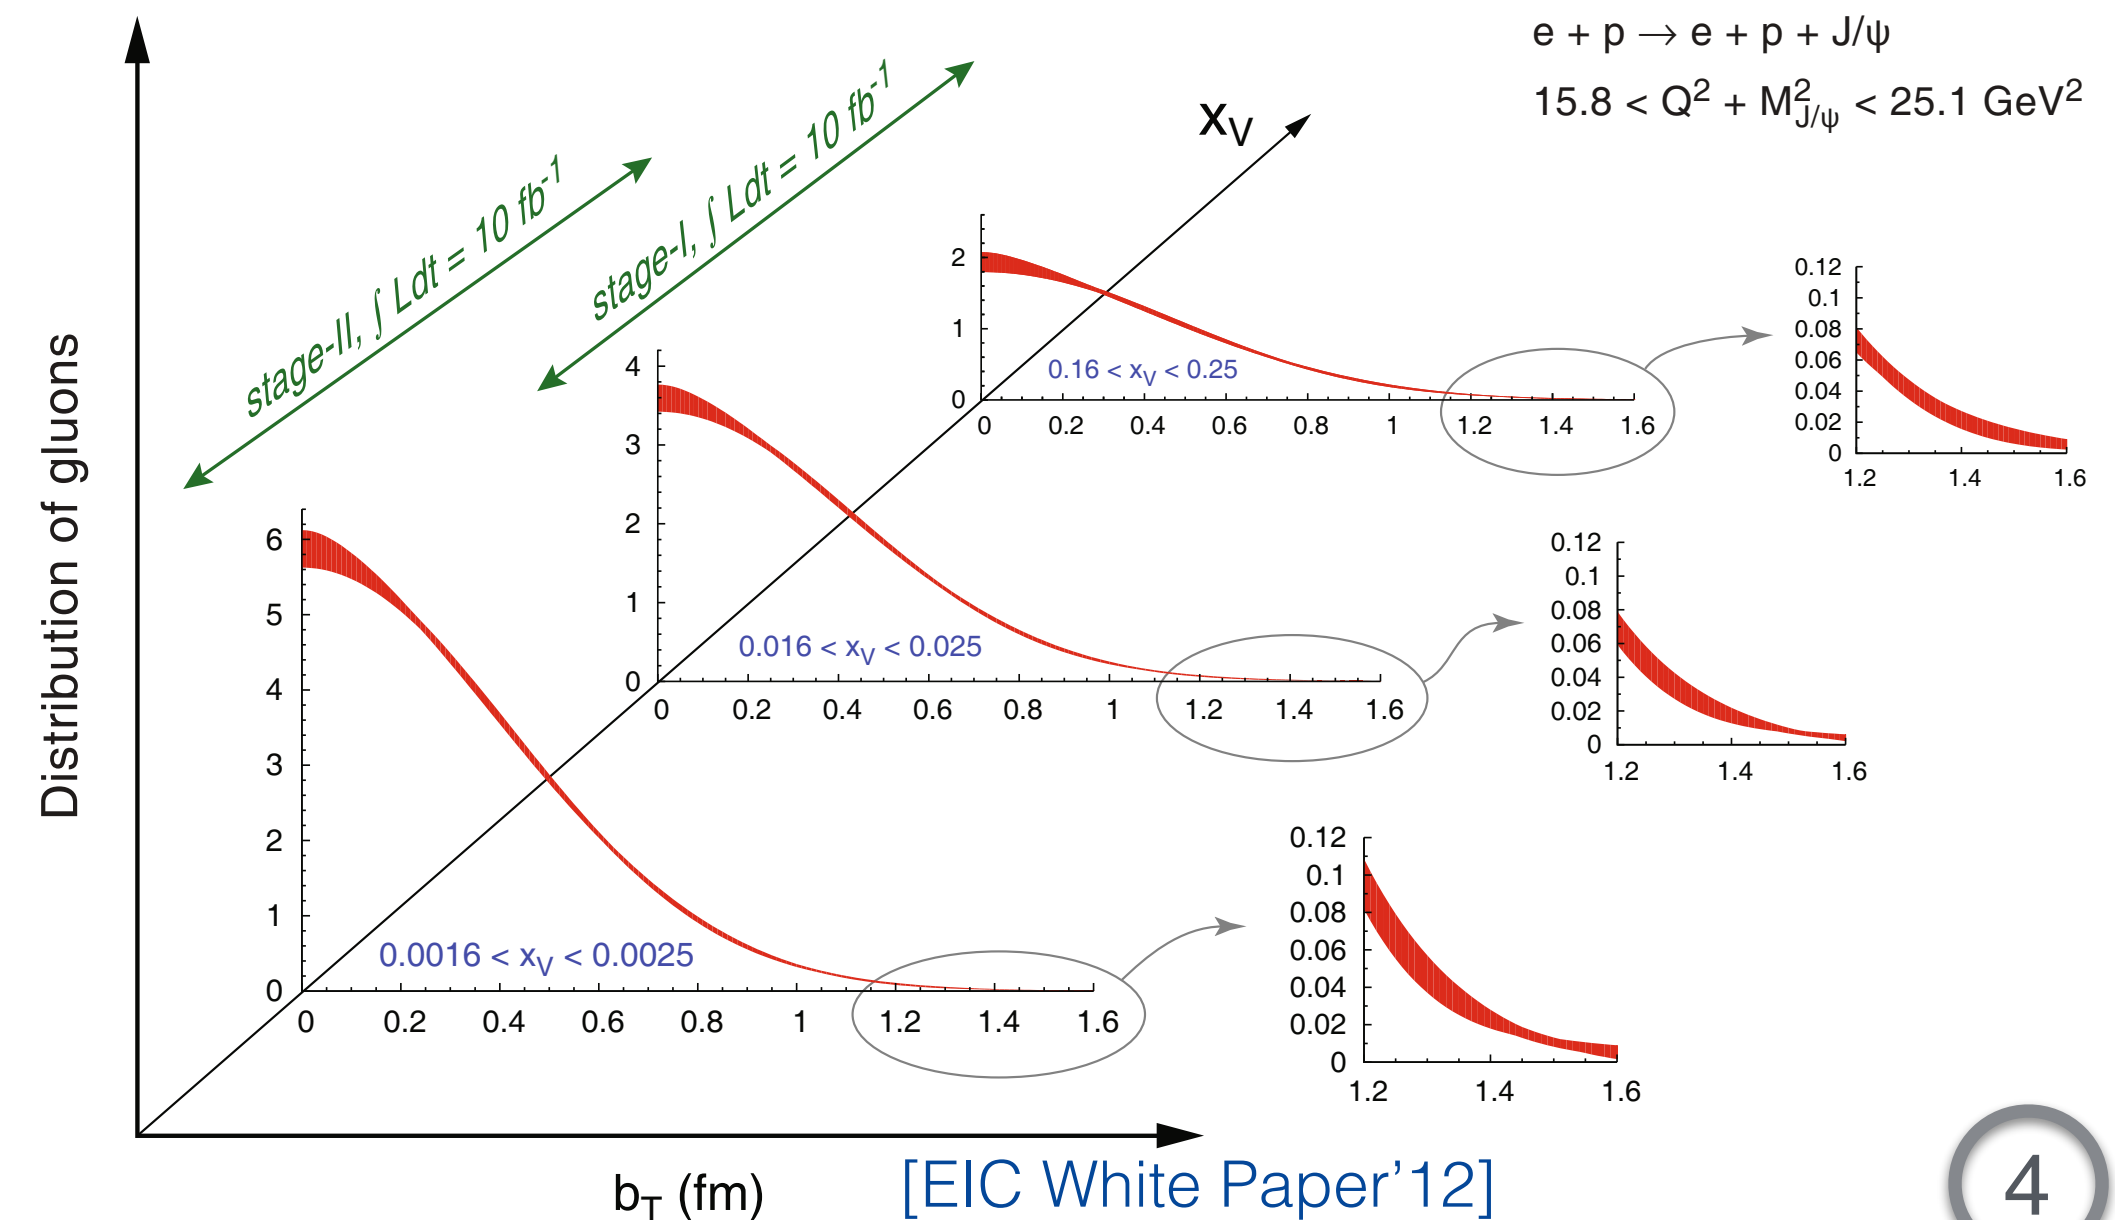 e + p → e + p + J/ψ
15.8 < Q² + M²J/ψ < 25.1 GeV²
xV
stage-II, ∫ Ldt = 10 fb⁻¹
stage-I, ∫ Ldt = 10 fb⁻¹
Distribution of gluons
2
1
0
0.16 < xV < 0.25
0 0.2 0.4 0.6 0.8 1 1.2 1.4 1.6
0.12
0.1
0.08
0.06
0.04
0.02
0
1.2 1.4 1.6
4
3
2
1
0
0.016 < xV < 0.025
0 0.2 0.4 0.6 0.8 1 1.2 1.4 1.6
0.12
0.1
0.08
0.06
0.04
0.02
0
1.2 1.4 1.6
6
5
4
3
2
1
0
0.0016 < xV < 0.0025
0 0.2 0.4 0.6 0.8 1 1.2 1.4 1.6
0.12
0.1
0.08
0.06
0.04
0.02
0
1.2 1.4 1.6
bT (fm)
[EIC White Paper’12]
4